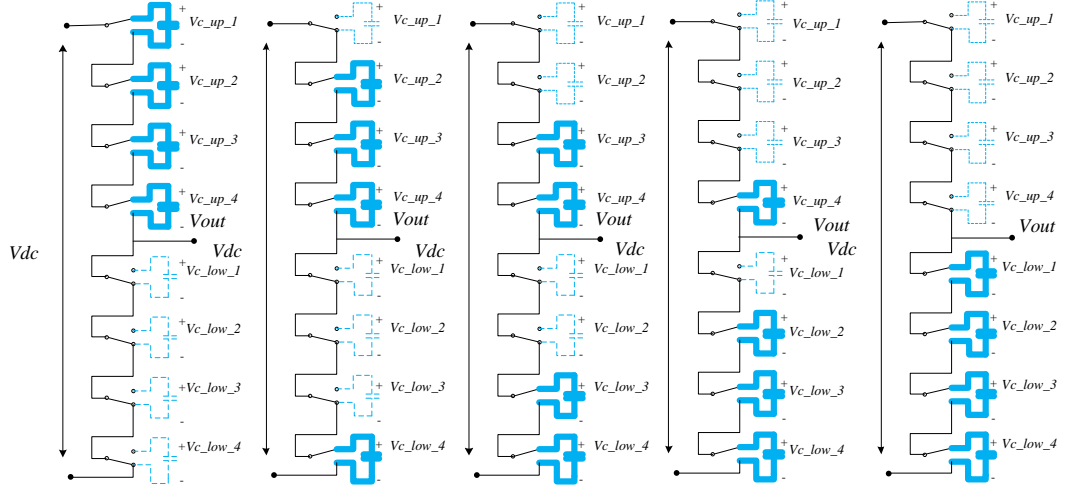 Vdc
+
Vc_up_1
-
+
Vc_up_2
-
+
Vc_up_3
-
+
Vc_up_4
-
Vout
+
Vc_low_1
-
+
Vc_low_2
-
+
Vc_low_3
-
+
Vc_low_4
-
Vdc
+
Vc_up_1
-
+
Vc_up_2
-
+
Vc_up_3
-
+
Vc_up_4
-
Vout
+
Vc_low_1
-
+
Vc_low_2
-
+
Vc_low_3
-
+
Vc_low_4
-
Vdc
+
Vc_up_1
-
+
Vc_up_2
-
+
Vc_up_3
-
+
Vc_up_4
-
Vout
+
Vc_low_1
-
+
Vc_low_2
-
+
Vc_low_3
-
+
Vc_low_4
-
Vdc
+
Vc_up_1
-
+
Vc_up_2
-
+
Vc_up_3
-
+
Vc_up_4
-
Vout
+
Vc_low_1
-
+
Vc_low_2
-
+
Vc_low_3
-
+
Vc_low_4
-
Vdc
+
Vc_up_1
-
+
Vc_up_2
-
+
Vc_up_3
-
+
Vc_up_4
-
Vout
+
Vc_low_1
-
+
Vc_low_2
-
+
Vc_low_3
-
+
Vc_low_4
-